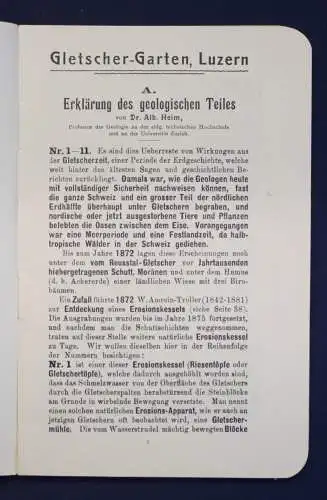 Gletscher-Garten, Luzern
A.
Erklärung des geologischen Teiles
von Dr. Alb. Heim,
Professor der Geologie an der eidg. technischen Hochschule
und an der Universität Zürich.
Nr. 1—11. Es sind dies Ueberreste von Wirkungen aus
der Gletscherzeit, einer Periode der Erdgeschichte, welche
weit hinter den ältesten Sagen und geschichtlichen Be-
richten zurückliegt. Damals war, wie die Geologen heute
mit vollständiger Sicherheit nachweisen können, fast
die ganze Schweiz und ein grosser Teil der nördlichen
Erdhälfte überhaupt unter Gletschern begraben, und
nordische oder jetzt ausgestorbene Tiere und Pflanzen
belebten die Oasen zwischen dem Eise. Vorangegangen
war eine Meerperiode und eine Festlandzeit, da halb-
tropische Wälder in der Schweiz gediehen.
Bis zum Jahre 1872 lagen diese Erscheinungen noch
unter dem vom Reusstal-Gletscher vor Jahrtausenden
hiehergetragenen Schutt, Moränen und unter dem Humus
(d. h. Ackererde) einer ländlichen Wiese mit drei Birn-
bäumen.
Ein Zufall führte 1872 W. Amrein-Troller (1842-1881)
zur Entdeckung eines Erosionskessels (siehe Seite 58).
Die Ausgrabungen wurden bis im Jahre 1875 fortgesetzt,
und nachdem man die Schuttschichten weggenommen,
traten auf dieser Stelle weitere natürliche Erosionskessel
zu Tage. Wir wollen dieselben hier in der Reihenfolge
der Nummern besichtigen:
Nr. 1 ist einer dieser Erosionskessel (Riesentöpfe oder
Gletschertöpfe), welche dadurch ausgehöhlt worden sind,
dass das Schmelzwasser von der Oberfläche des Gletschers
durch die Gletscherspalten herabstürzend die Steinblöcke
am Grunde in wirbelnde Bewegung versetzte. Man nennt
einen solchen natürlichen Erosions-Apparat, wie er auch an
jetzigen Gletschern oft beobachtet wird, eine Gletscher-
mühle. Die vom Wasserstrudel mächtig bewegten Blöcke